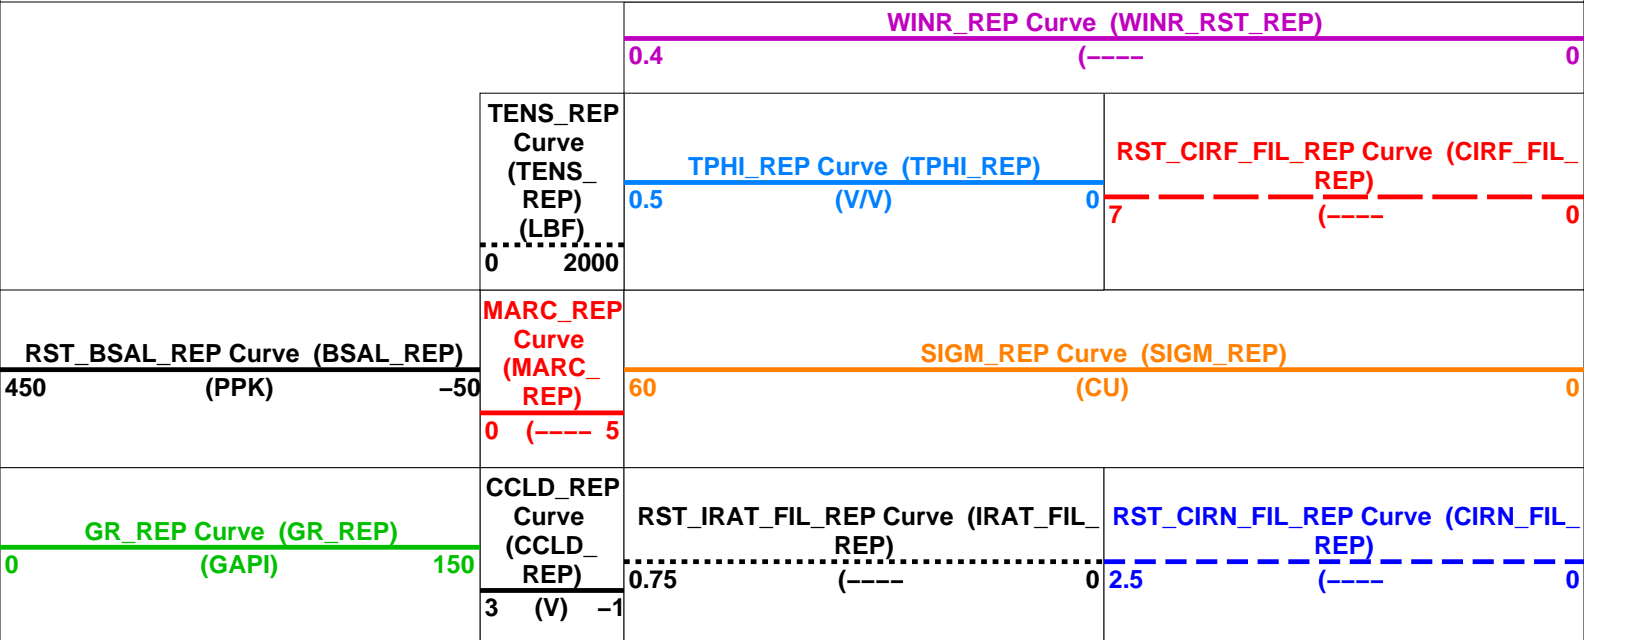 WINR_REP Curve (WINR_RST_REP)
0.4 (---- 0
TENS_REP
Curve
(TENS_
REP)
(LBF)
0 2000
TPHI_REP Curve (TPHI_REP)
0.5 (V/V) 0
RST_CIRF_FIL_REP Curve (CIRF_FIL_
REP)
7 (---- 0
RST_BSAL_REP Curve (BSAL_REP)
450 (PPK) -50
MARC_REP
Curve
(MARC_
REP)
0 (---- 5
SIGM_REP Curve (SIGM_REP)
60 (CU) 0
GR_REP Curve (GR_REP)
0 (GAPI) 150
CCLD_REP
Curve
(CCLD_
REP)
3 (V) -1
RST_IRAT_FIL_REP Curve (IRAT_FIL_
REP)
0.75 (---- 0
RST_CIRN_FIL_REP Curve (CIRN_FIL_
REP)
2.5 (---- 0